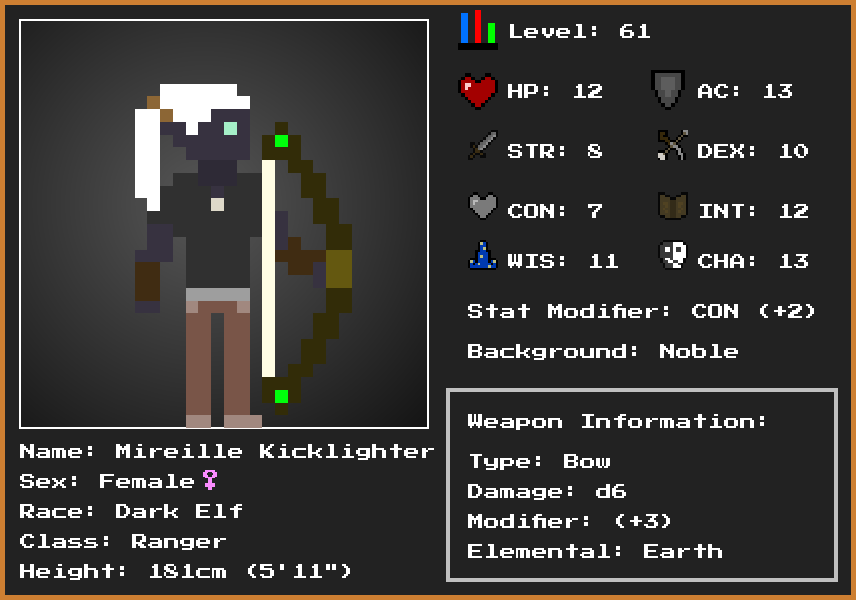 Level: 61
HP: 12 AC: 13
STR: 8 DEX: 10
CON: 7 INT: 12
WIS: 11 CHA: 13
Stat Modifier: CON (+2)
Background: Noble
Weapon Information:
Type: Bow
Damage: d6
Modifier: (+3)
Elemental: Earth
Name: Mireille Kicklighter
Sex: Female♀
Race: Dark Elf
Class: Ranger
Height: 181cm (5'11")